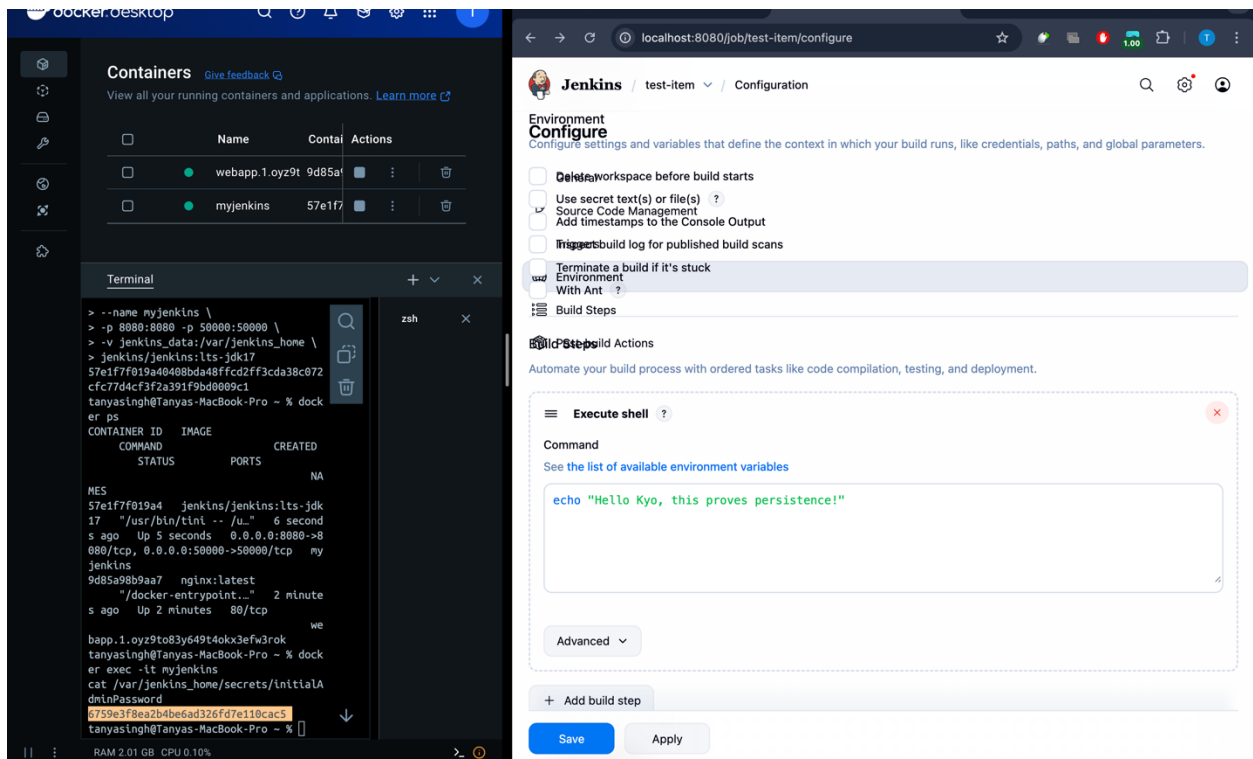 docker.desktop
T
Containers Give feedback
View all your running containers and applications. Learn more
Name Contai Actions
webapp.1.oyz9t 9d85a9
myjenkins 57e1f7
Terminal
zsh
> --name myjenkins \
> -p 8080:8080 -p 50000:50000 \
> -v jenkins_data:/var/jenkins_home \
> jenkins/jenkins:lts-jdk17
57e1f7f019a40408bda48ffcd2ff3cda38c072
cfc77d4cf3f2a391f9bd0009c1
tanyasingh@Tanyas-MacBook-Pro ~ % dock
er ps
CONTAINER ID IMAGE
COMMAND CREATED
STATUS PORTS
NA
MES
57e1f7f019a4 jenkins/jenkins:lts-jdk
17 "/usr/bin/tini -- /u…" 6 second
s ago Up 5 seconds 0.0.0.0:8080->8
080/tcp, 0.0.0.0:50000->50000/tcp my
jenkins
9d85a98b9aa7 nginx:latest
"/docker-entrypoint.…" 2 minute
s ago Up 2 minutes 80/tcp
we
bapp.1.oyz9to83y649t4okx3efw3rok
tanyasingh@Tanyas-MacBook-Pro ~ % dock
er exec -it myjenkins
cat /var/jenkins_home/secrets/initialA
dminPassword
6759e3f8ea2b4be6ad326fd7e110cac5
tanyasingh@Tanyas-MacBook-Pro ~ %
RAM 2.01 GB CPU 0.10%
localhost:8080/job/test-item/configure
1.00
T
Jenkins / test-item / Configuration
Environment
Configure
Configure settings and variables that define the context in which your build runs, like credentials, paths, and global parameters.
General
Delete workspace before build starts
Use secret text(s) or file(s) ?
Source Code Management
Add timestamps to the Console Output
Triggers
Inspect build log for published build scans
Terminate a build if it's stuck
Environment
With Ant ?
Build Steps
Build Steps
Post-build Actions
Automate your build process with ordered tasks like code compilation, testing, and deployment.
Execute shell ?
Command
See the list of available environment variables
echo "Hello Kyo, this proves persistence!"
Advanced
+ Add build step
Save Apply